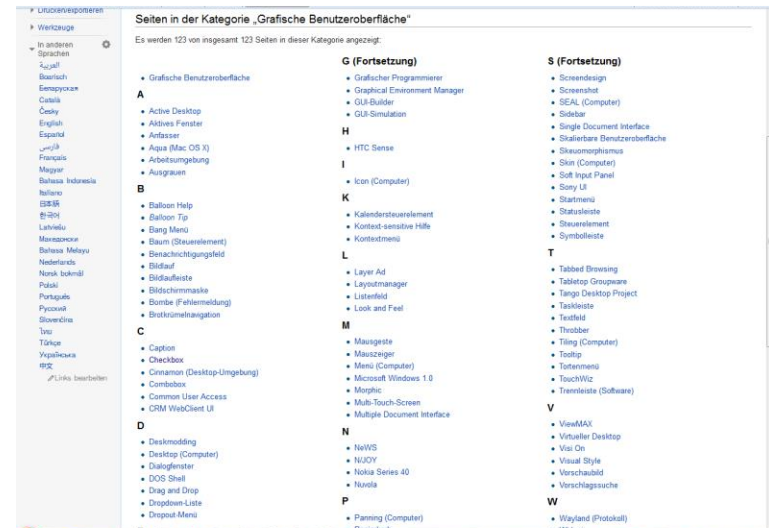 Drucken/exportieren
Werkzeuge
In anderen
Sprachen
العربية
Boarisch
Беларуская
Català
Česky
English
Español
فارسی
Français
Magyar
Bahasa Indonesia
Italiano
日本語
한국어
Latviešu
Македонски
Bahasa Melayu
Nederlands
Norsk bokmål
Polski
Português
Русский
Slovenčina
ไทย
Türkçe
Українська
中文
Links bearbeiten
Seiten in der Kategorie „Grafische Benutzeroberfläche“
Es werden 123 von insgesamt 123 Seiten in dieser Kategorie angezeigt:
Grafische Benutzeroberfläche
A
Active Desktop
Aktives Fenster
Anfasser
Aqua (Mac OS X)
Arbeitsumgebung
Ausgrauen
B
Balloon Help
Balloon Tip
Bang Menü
Baum (Steuerelement)
Benachrichtigungsfeld
Bildlauf
Bildlaufleiste
Bildschirmmaske
Bombe (Fehlermeldung)
Brotkrümelnavigation
C
Caption
Checkbox
Cinnamon (Desktop-Umgebung)
Combobox
Common User Access
CRM WebClient UI
D
Deskmodding
Desktop (Computer)
Dialogfenster
DOS Shell
Drag and Drop
Dropdown-Liste
Dropout-Menü
G (Fortsetzung)
Grafischer Programmierer
Graphical Environment Manager
GUI-Builder
GUI-Simulation
H
HTC Sense
I
Icon (Computer)
K
Kalendersteuerelement
Kontext-sensitive Hilfe
Kontextmenü
L
Layer Ad
Layoutmanager
Listenfeld
Look and Feel
M
Mausgeste
Mauszeiger
Menü (Computer)
Microsoft Windows 1.0
Morphic
Multi-Touch-Screen
Multiple Document Interface
N
NeWS
N/JOY
Nokia Series 40
Nuvola
P
Panning (Computer)
S (Fortsetzung)
Screendesign
Screenshot
SEAL (Computer)
Sidebar
Single Document Interface
Skalierbare Benutzeroberfläche
Skeuomorphismus
Skin (Computer)
Soft Input Panel
Sony UI
Startmenü
Statusleiste
Steuerelement
Symbolleiste
T
Tabbed Browsing
Tabletop Groupware
Tango Desktop Project
Taskleiste
Textfeld
Throbber
Tiling (Computer)
Tooltip
Tortenmenü
TouchWiz
Trennleiste (Software)
V
ViewMAX
Virtueller Desktop
Visi On
Visual Style
Vorschaubild
Vorschlagssuche
W
Wayland (Protokoll)